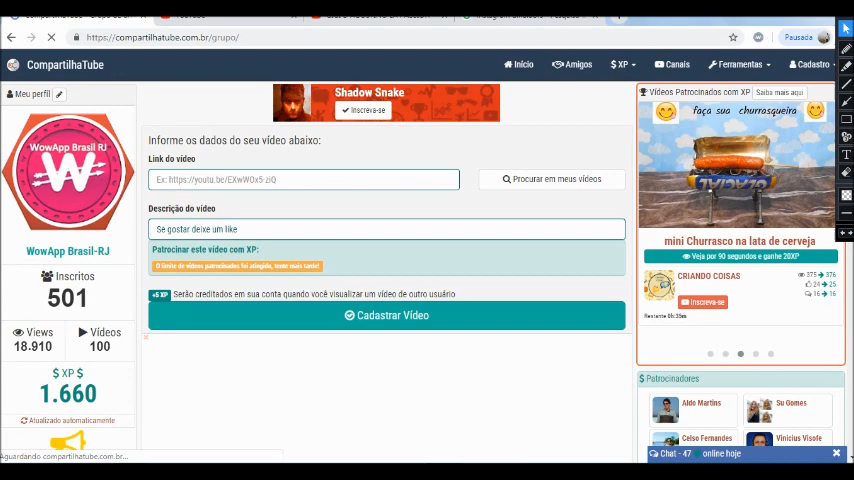 https://compartilhatube.com.br/grupo/
Pausada
CompartilhaTube
Início
Amigos
$ XP
Canais
Ferramentas
Cadastro
Meu perfil
WowApp Brasil RJ
W
WowApp Brasil-RJ
Inscritos
501
Views
18.910
Vídeos
100
$ XP $
1.660
Atualizado automaticamente
Aguardando compartilhatube.com.br...
Shadow Snake
Inscreva-se
Informe os dados do seu vídeo abaixo:
Link do vídeo
Ex: https://youtu.be/EXwWOx5-ziQ
Procurar em meus vídeos
Descrição do vídeo
Se gostar deixe um like
Patrocinar este vídeo com XP:
O limite de vídeos patrocinados foi atingido, tente mais tarde!
+5 XP Serão creditados em sua conta quando você visualizar um vídeo de outro usuário
Cadastrar Vídeo
Vídeos Patrocinados com XP
Saiba mais aqui
faça sua churrasqueira
mini Churrasco na lata de cerveja
Veja por 90 segundos e ganhe 20XP
CRIANDO COISAS
375 376
24 25
16 16
Inscreva-se
Restante 0h:35m
$ Patrocinadores
Aldo Martins
Su Gomes
Celso Fernandes
Vinicius Visofe
Chat - 47 online hoje